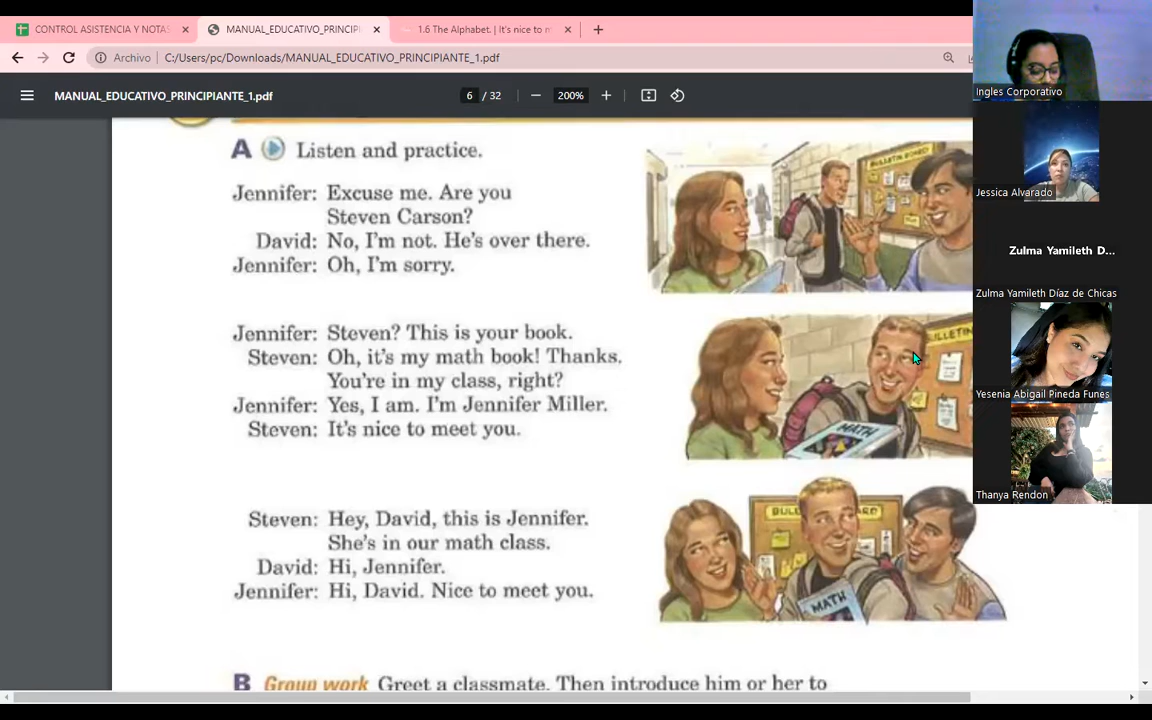 CONTROL ASISTENCIA Y NOTAS
MANUAL_EDUCATIVO_PRINCIPI
1.6 The Alphabet. | It's nice to m
Archivo
C:/Users/pc/Downloads/MANUAL_EDUCATIVO_PRINCIPIANTE_1.pdf
MANUAL_EDUCATIVO_PRINCIPIANTE_1.pdf
6 / 32
200%
Ingles Corporativo
Jessica Alvarado
Zulma Yamileth D...
Zulma Yamileth Díaz de Chicas
Yesenia Abigail Pineda Funes
Thanya Rendon
A Listen and practice.
Jennifer: Excuse me. Are you
Steven Carson?
David: No, I'm not. He's over there.
Jennifer: Oh, I'm sorry.
BULLETIN BOARD
Jennifer: Steven? This is your book.
Steven: Oh, it's my math book! Thanks.
You're in my class, right?
Jennifer: Yes, I am. I'm Jennifer Miller.
Steven: It's nice to meet you.
BULLETIN
MATH
Steven: Hey, David, this is Jennifer.
She's in our math class.
David: Hi, Jennifer.
Jennifer: Hi, David. Nice to meet you.
MATH
B Group work Greet a classmate. Then introduce him or her to